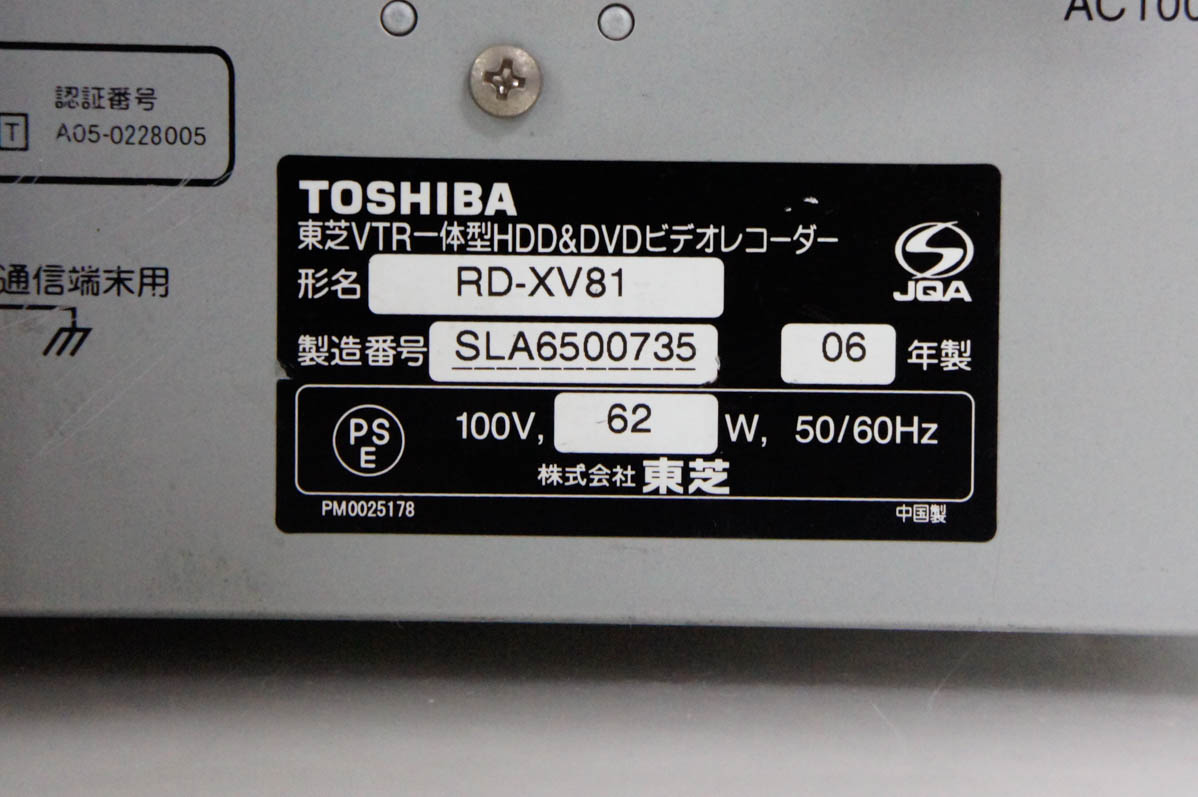 AC100
認証番号
T A05-0228005
通信端末用
TOSHIBA
東芝VTR一体型HDD&DVDビデオレコーダー
形名 RD-XV81
JQA
製造番号 SLA6500735 06 年製
PS
E
100V, 62 W, 50/60Hz
株式会社 東芝
PM0025178
中国製